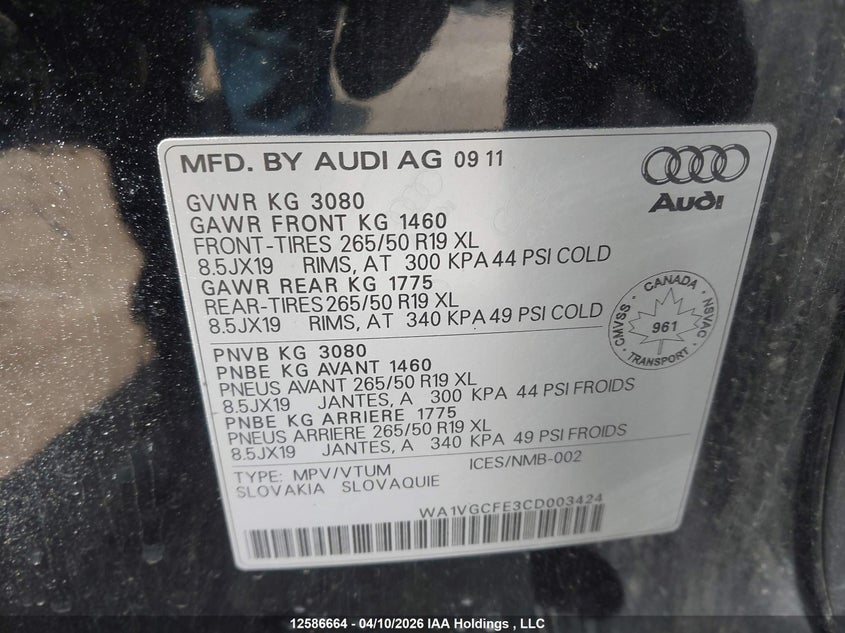 MFD. BY AUDI AG 09 11
Audi
GVWR KG 3080
GAWR FRONT KG 1460
FRONT-TIRES 265/50 R19 XL
8.5JX19 RIMS, AT 300 KPA 44 PSI COLD
GAWR REAR KG 1775
REAR-TIRES 265/50 R19 XL
8.5JX19 RIMS, AT 340 KPA 49 PSI COLD
CANADA
CMVSS 961 NSVAC
TRANSPORT
PNVB KG 3080
PNBE KG AVANT 1460
PNEUS AVANT 265/50 R19 XL
8.5JX19 JANTES, A 300 KPA 44 PSI FROIDS
PNBE KG ARRIERE 1775
PNEUS ARRIERE 265/50 R19 XL
8.5JX19 JANTES, A 340 KPA 49 PSI FROIDS
TYPE: MPV/VTUM ICES/NMB-002
SLOVAKIA SLOVAQUIE
WA1VGCFE3CD003424
12586664 - 04/10/2026 IAA Holdings , LLC